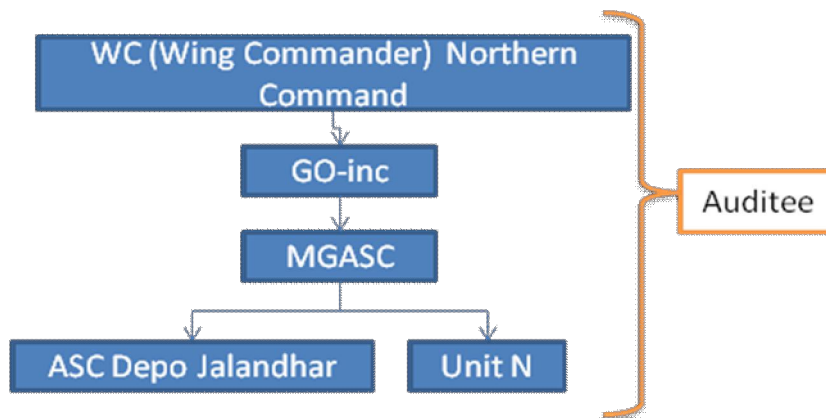 WC (Wing Commander) Northern
Command
GO-inc
MGASC
Auditee
ASC Depo Jalandhar
Unit N